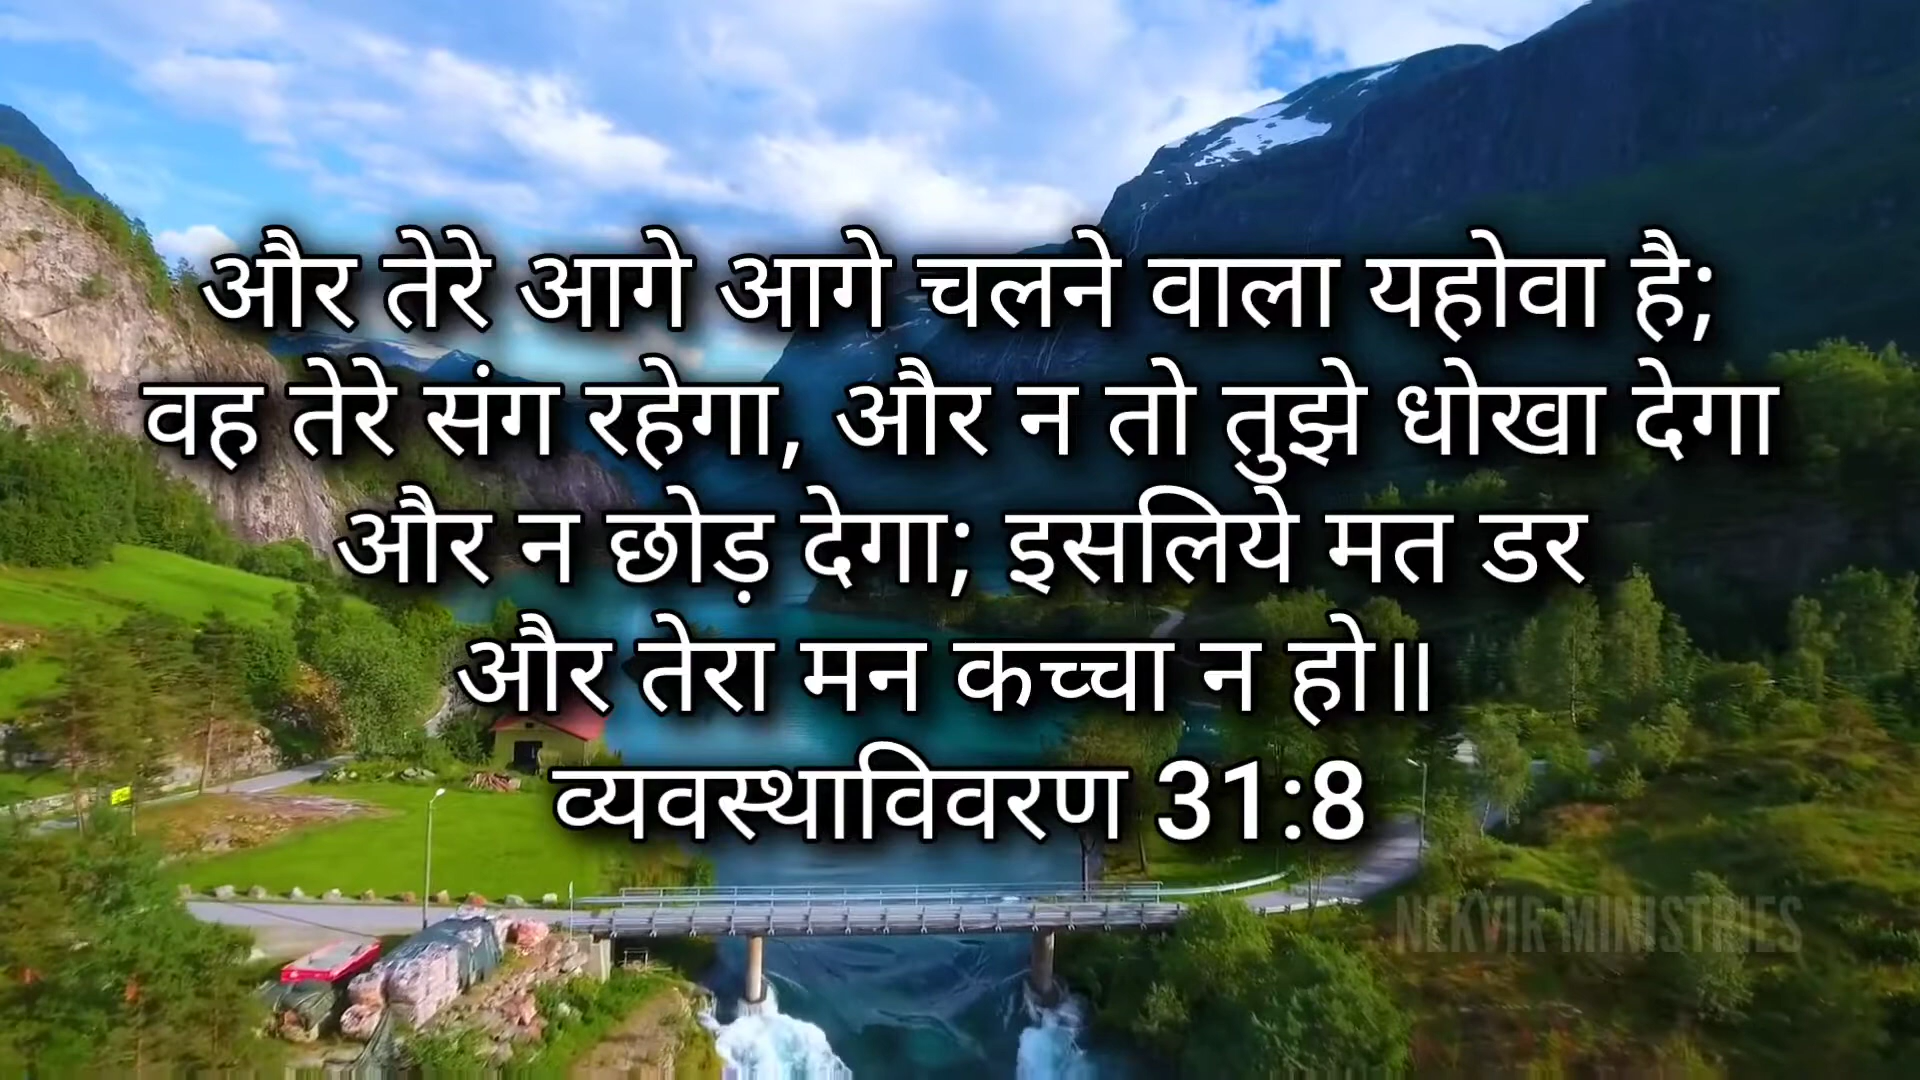 और तेरे आगे आगे चलने वाला यहोवा है;
वह तेरे संग रहेगा, और न तो तुझे धोखा देगा
और न छोड़ देगा; इसलिये मत डर
और तेरा मन कच्चा न हो॥
व्यवस्थाविवरण 31:8
NEKVIR MINISTRIES